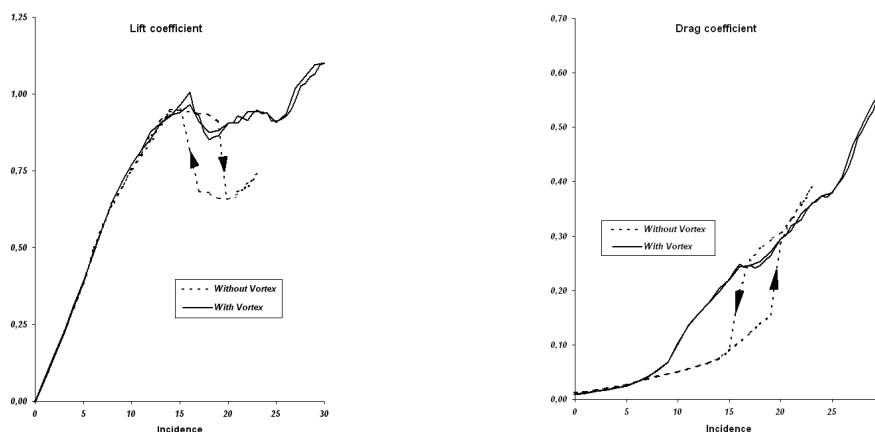 Lift coefficient
1,25
1,00
0,75
0,50
0,25
0,00
Without Vortex
With Vortex
0 5 10 15 20 25 30
Incidence
Drag coefficient
0,70
0,60
0,50
0,40
0,30
0,20
0,10
0,00
Without Vortex
With Vortex
0 5 10 15 20 25
Incidence